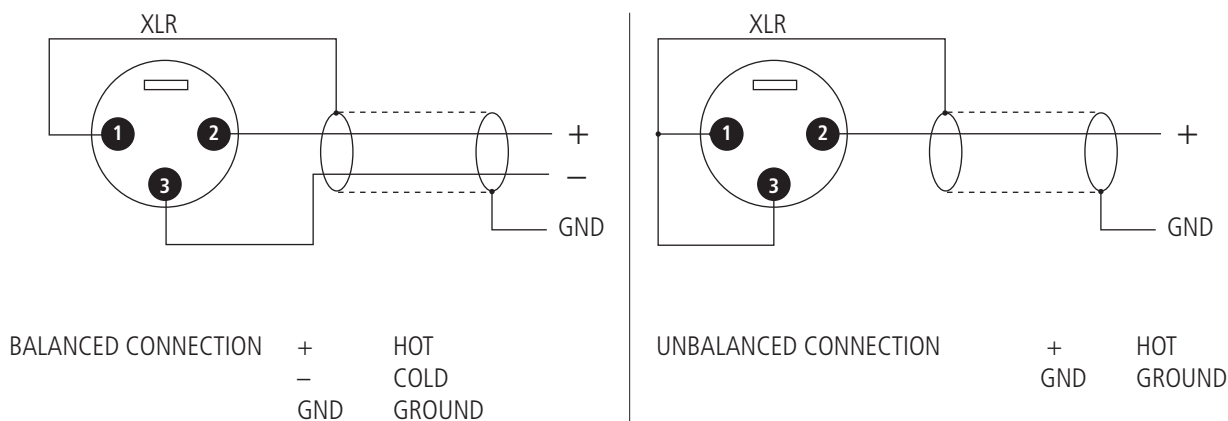 XLR
1
2
3
+
–
GND
BALANCED CONNECTION + HOT
– COLD
GND GROUND
XLR
1
2
3
+
GND
UNBALANCED CONNECTION + HOT
GND GROUND